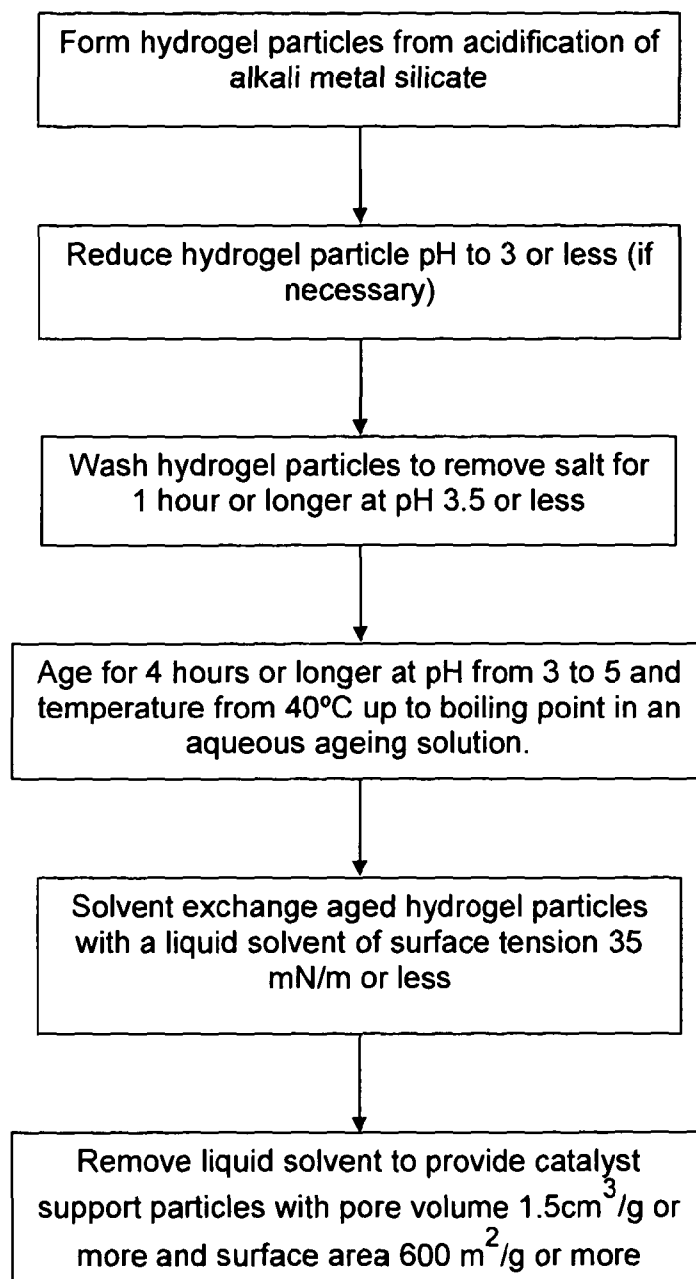 Form hydrogel particles from acidification of
alkali metal silicate
Reduce hydrogel particle pH to 3 or less (if
necessary)
Wash hydrogel particles to remove salt for
1 hour or longer at pH 3.5 or less
Age for 4 hours or longer at pH from 3 to 5 and
temperature from 40ºC up to boiling point in an
aqueous ageing solution.
Solvent exchange aged hydrogel particles
with a liquid solvent of surface tension 35
mN/m or less
Remove liquid solvent to provide catalyst
support particles with pore volume 1.5cm³/g or
more and surface area 600 m²/g or more